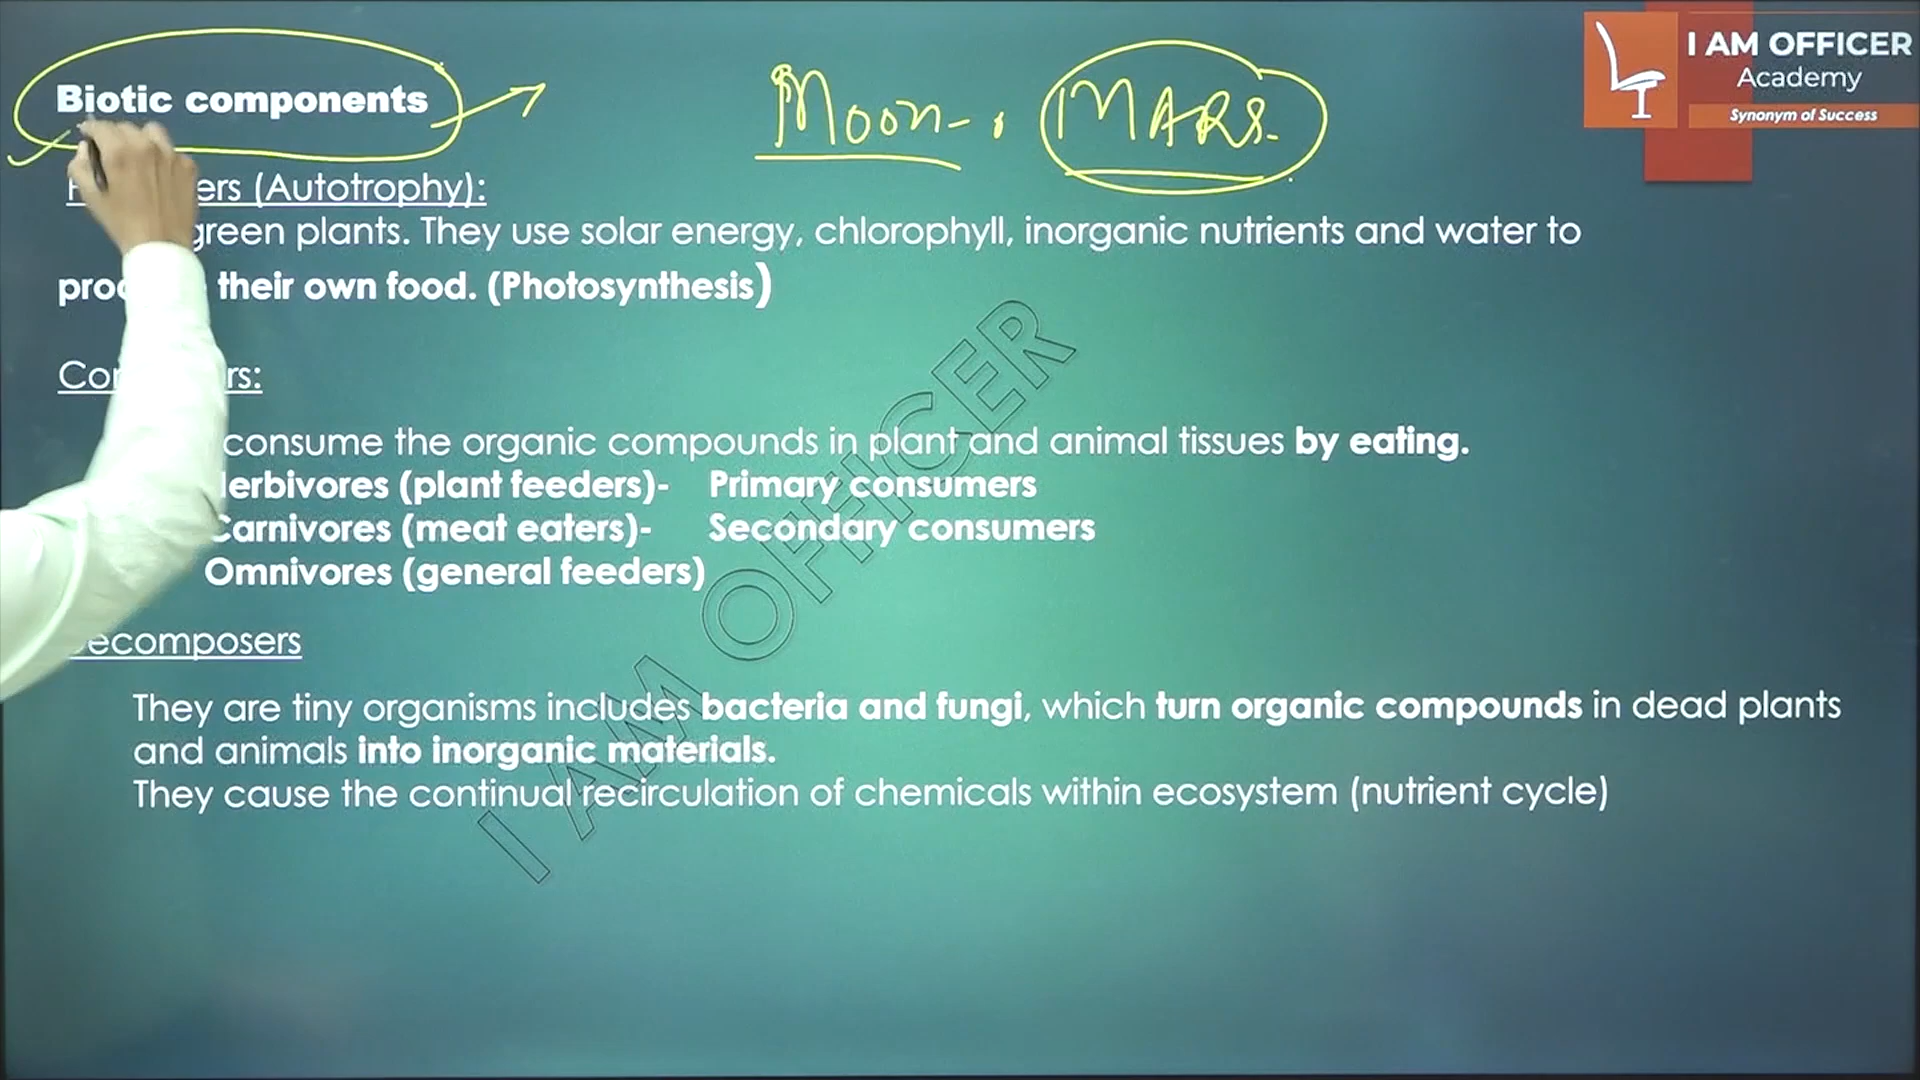 Biotic components
Moon- , MARS-
I AM OFFICER
Academy
Synonym of Success
(Autotrophy):
green plants. They use solar energy, chlorophyll, inorganic nutrients and water to
their own food. (Photosynthesis)
consume the organic compounds in plant and animal tissues by eating.
Herbivores (plant feeders)- Primary consumers
Carnivores (meat eaters)- Secondary consumers
Omnivores (general feeders)
Decomposers
They are tiny organisms includes bacteria and fungi, which turn organic compounds in dead plants
and animals into inorganic materials.
They cause the continual recirculation of chemicals within ecosystem (nutrient cycle)
I AM OFFICER